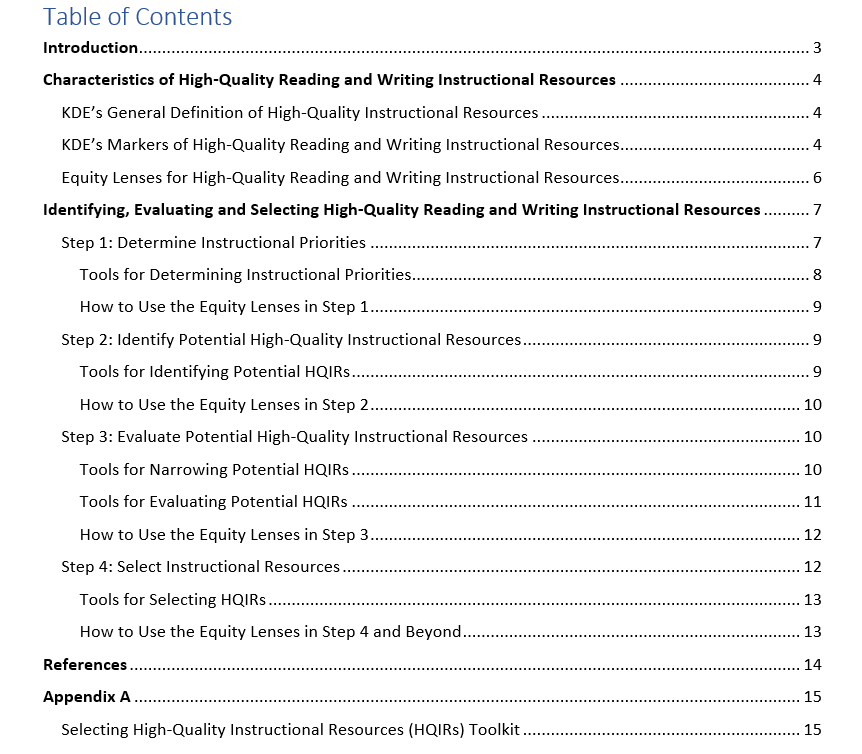 Table of Contents
Introduction.......................................................................................................................................................... 3
Characteristics of High-Quality Reading and Writing Instructional Resources .......................................... 4
KDE's General Definition of High-Quality Instructional Resources ........................................................... 4
KDE's Markers of High-Quality Reading and Writing Instructional Resources.......................................... 4
Equity Lenses for High-Quality Reading and Writing Instructional Resources.......................................... 6
Identifying, Evaluating and Selecting High-Quality Reading and Writing Instructional Resources .......... 7
Step 1: Determine Instructional Priorities ................................................................................................ 7
Tools for Determining Instructional Priorities........................................................................................ 8
How to Use the Equity Lenses in Step 1................................................................................................. 9
Step 2: Identify Potential High-Quality Instructional Resources............................................................... 9
Tools for Identifying Potential HQIRs..................................................................................................... 9
How to Use the Equity Lenses in Step 2............................................................................................... 10
Step 3: Evaluate Potential High-Quality Instructional Resources ........................................................... 10
Tools for Narrowing Potential HQIRs ................................................................................................... 10
Tools for Evaluating Potential HQIRs ................................................................................................... 11
How to Use the Equity Lenses in Step 3............................................................................................... 12
Step 4: Select Instructional Resources.................................................................................................... 12
Tools for Selecting HQIRs ..................................................................................................................... 13
How to Use the Equity Lenses in Step 4 and Beyond........................................................................... 13
References ........................................................................................................................................... 14
Appendix A .......................................................................................................................................... 15
Selecting High-Quality Instructional Resources (HQIRs) Toolkit ............................................................. 15